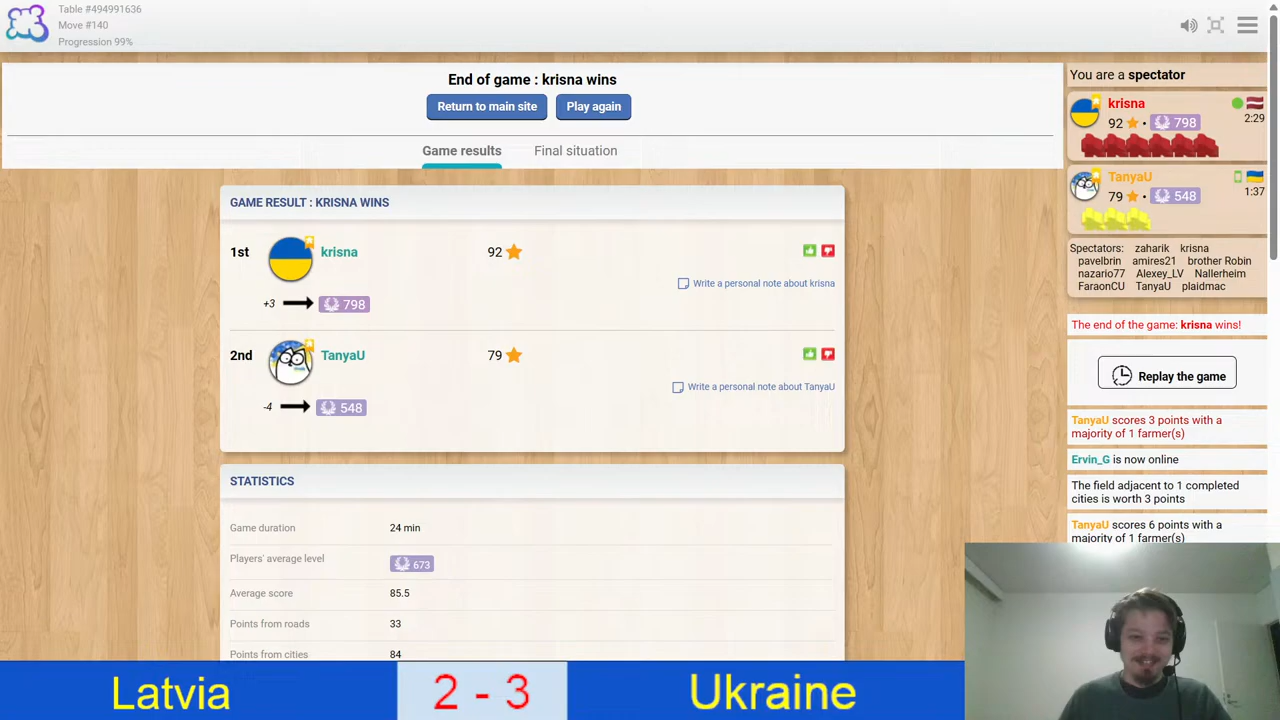 Table #494991636
Move #140
Progression 99%
End of game : krisna wins
Return to main site
Play again
Game results
Final situation
GAME RESULT : KRISNA WINS
1st
krisna
92
Write a personal note about krisna
+3
798
2nd
TanyaU
79
Write a personal note about TanyaU
-4
548
STATISTICS
Game duration
24 min
Players' average level
673
Average score
85.5
Points from roads
33
Points from cities
84
You are a spectator
krisna
92 • 798
2:29
TanyaU
79 • 548
1:37
Spectators: zaharik krisna
pavelbrin amires21 brother Robin
nazario77 Alexey_LV Nallerheim
FaraonCU TanyaU plaidmac
The end of the game: krisna wins!
Replay the game
TanyaU scores 3 points with a
majority of 1 farmer(s)
Ervin_G is now online
The field adjacent to 1 completed
cities is worth 3 points
TanyaU scores 6 points with a
majority of 1 farmer(s)
Latvia
2 - 3
Ukraine